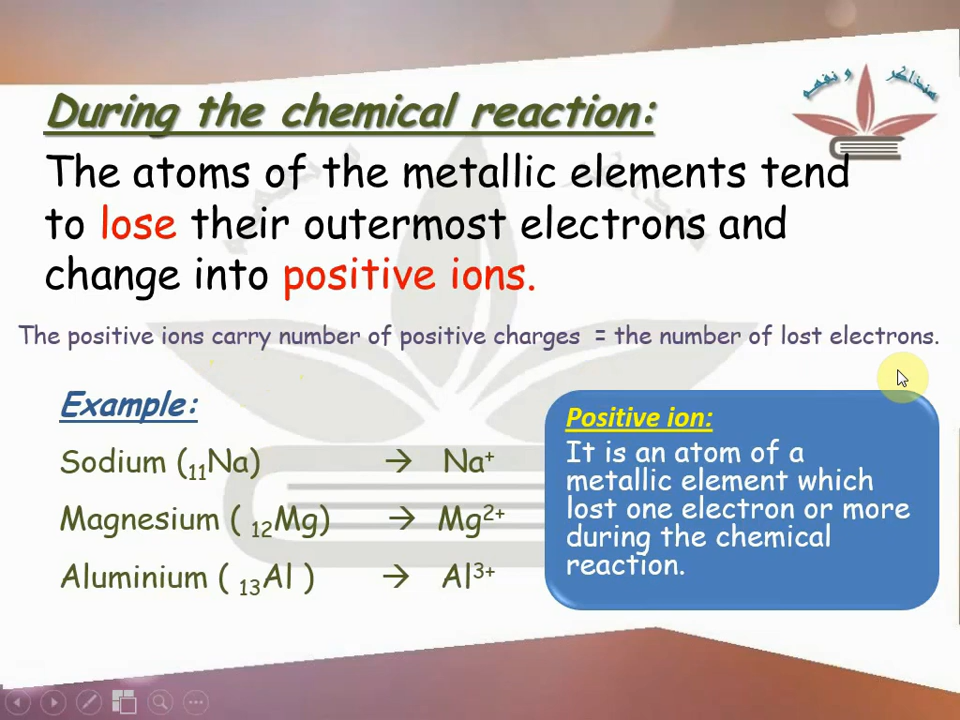 During the chemical reaction:
The atoms of the metallic elements tend
to lose their outermost electrons and
change into positive ions.
The positive ions carry number of positive charges = the number of lost electrons.
Example:
Sodium (₁₁Na) → Na⁺
Magnesium ( ₁₂Mg) → Mg²⁺
Aluminium ( ₁₃Al ) → Al³⁺
Positive ion:
It is an atom of a
metallic element which
lost one electron or more
during the chemical
reaction.